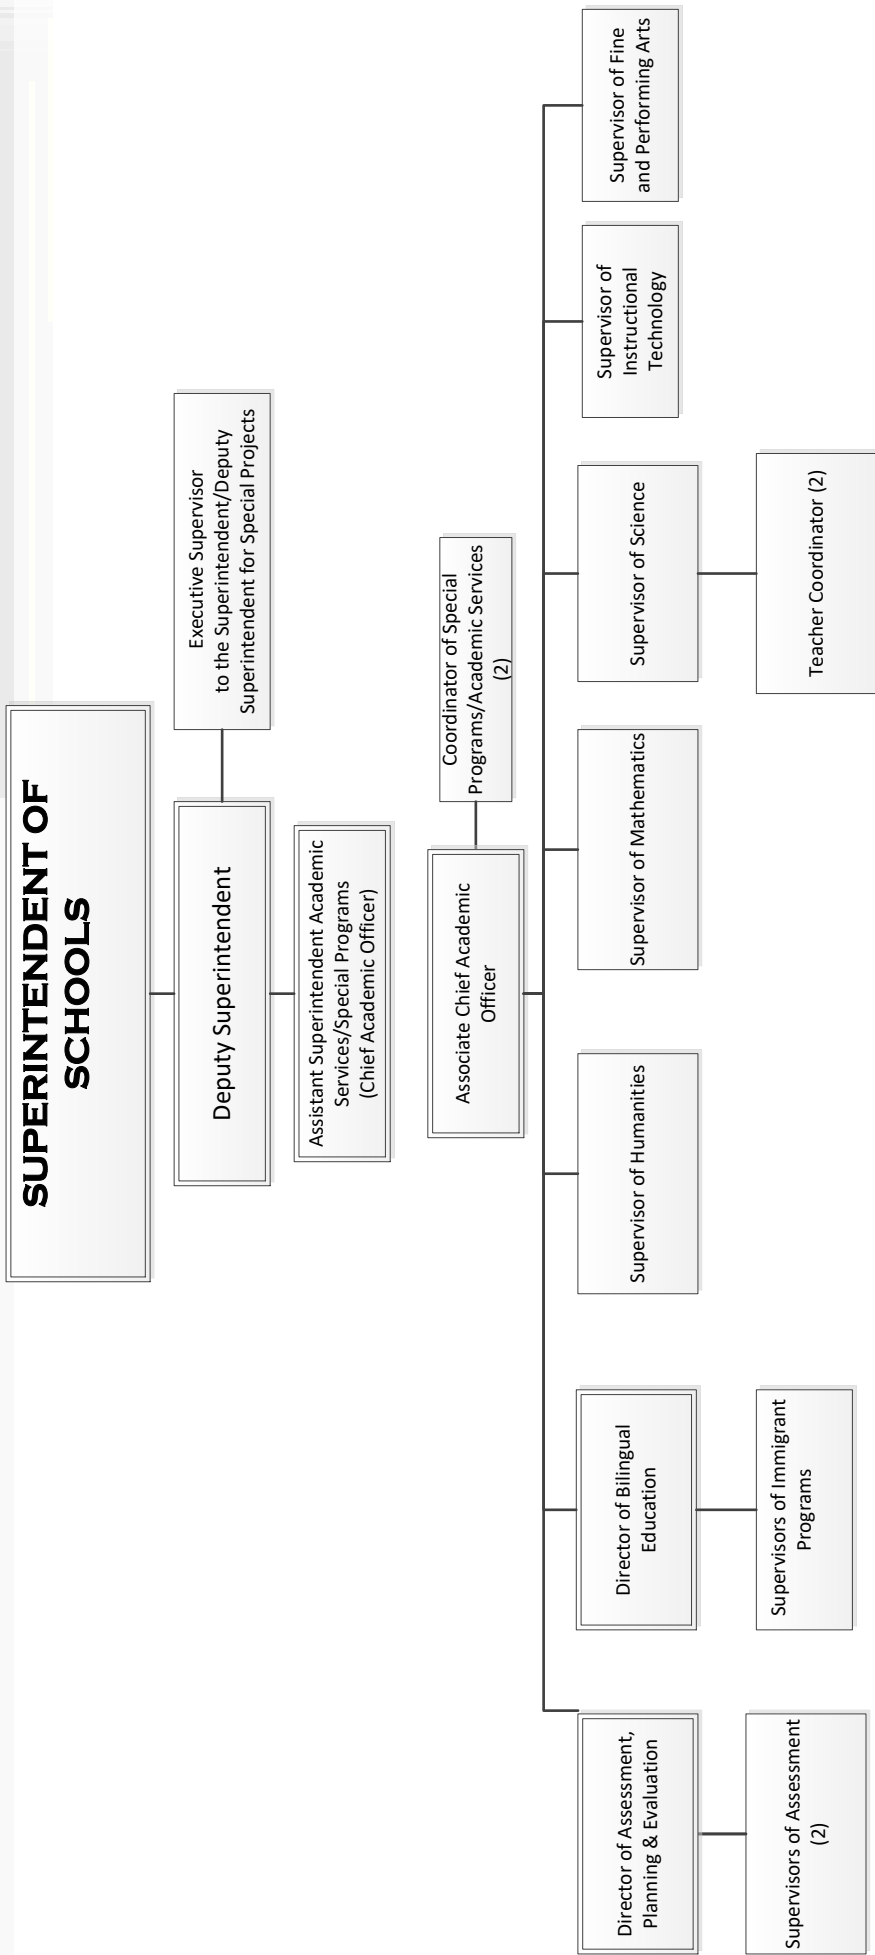 SUPERINTENDENT OF
SCHOOLS
Deputy Superintendent
Executive Supervisor
to the Superintendent/Deputy
Superintendent for Special Projects
Assistant Superintendent Academic
Services/Special Programs
(Chief Academic Officer)
Associate Chief Academic
Officer
Coordinator of Special
Programs/Academic Services
(2)
Director of Assessment,
Planning & Evaluation
Director of Bilingual
Education
Supervisor of Humanities
Supervisor of Mathematics
Supervisor of Science
Supervisor of
Instructional
Technology
Supervisor of Fine
and Performing Arts
Supervisors of Assessment
(2)
Supervisors of Immigrant
Programs
Teacher Coordinator (2)